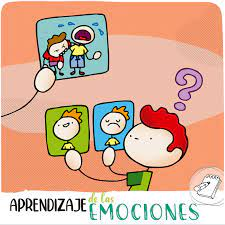 APRENDIZAJE de las
EMOCIONES
?